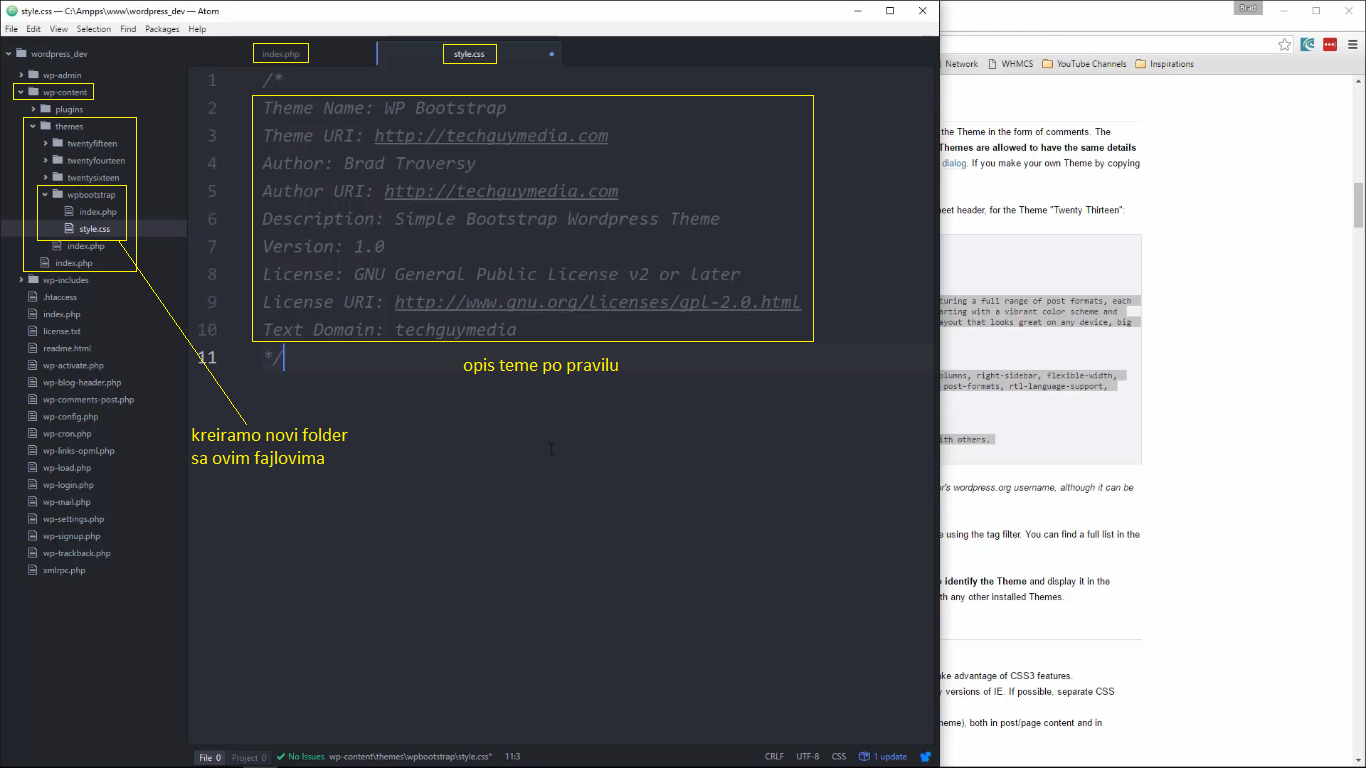 style.css — C:\Ampps\www\wordpress_dev — Atom
File Edit View Selection Find Packages Help
wordpress_dev
wp-admin
wp-content
plugins
themes
twentyfifteen
twentyfourteen
twentysixteen
wpbootstrap
index.php
style.css
index.php
index.php
wp-includes
.htaccess
index.php
license.txt
readme.html
wp-activate.php
wp-blog-header.php
wp-comments-post.php
wp-config.php
wp-cron.php
wp-links-opml.php
wp-load.php
wp-login.php
wp-mail.php
wp-settings.php
wp-signup.php
wp-trackback.php
xmlrpc.php
index.php
style.css
1 /*
2 Theme Name: WP Bootstrap
3 Theme URI: http://techguymedia.com
4 Author: Brad Traversy
5 Author URI: http://techguymedia.com
6 Description: Simple Bootstrap Wordpress Theme
7 Version: 1.0
8 License: GNU General Public License v2 or later
9 License URI: http://www.gnu.org/licenses/gpl-2.0.html
10 Text Domain: techguymedia
11 */
opis teme po pravilu
kreiramo novi folder
sa ovim fajlovima
File 0 Project 0 No Issues wp-content\themes\wpbootstrap\style.css* 11:3 CRLF UTF-8 CSS 1 update
Brad
Network WHMCS YouTube Channels Inspirations
the Theme in the form of comments. The
Themes are allowed to have the same details
dialog. If you make your own Theme by copying
eet header, for the Theme "Twenty Thirteen":
turing a full range of post formats, each
arting with a vibrant color scheme and
ayout that looks great on any device, big
olumns, right-sidebar, flexible-width,
post-formats, rtl-language-support,
ith others.
r's wordpress.org username, although it can be
e using the tag filter. You can find a full list in the
o identify the Theme and display it in the
th any other installed Themes.
ke advantage of CSS3 features.
y versions of IE. If possible, separate CSS
heme), both in post/page content and in